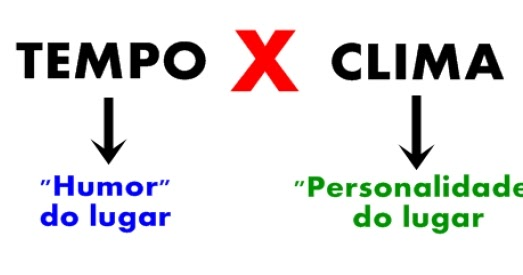 TEMPO X CLIMA
"Humor" "Personalidade
do lugar do lugar